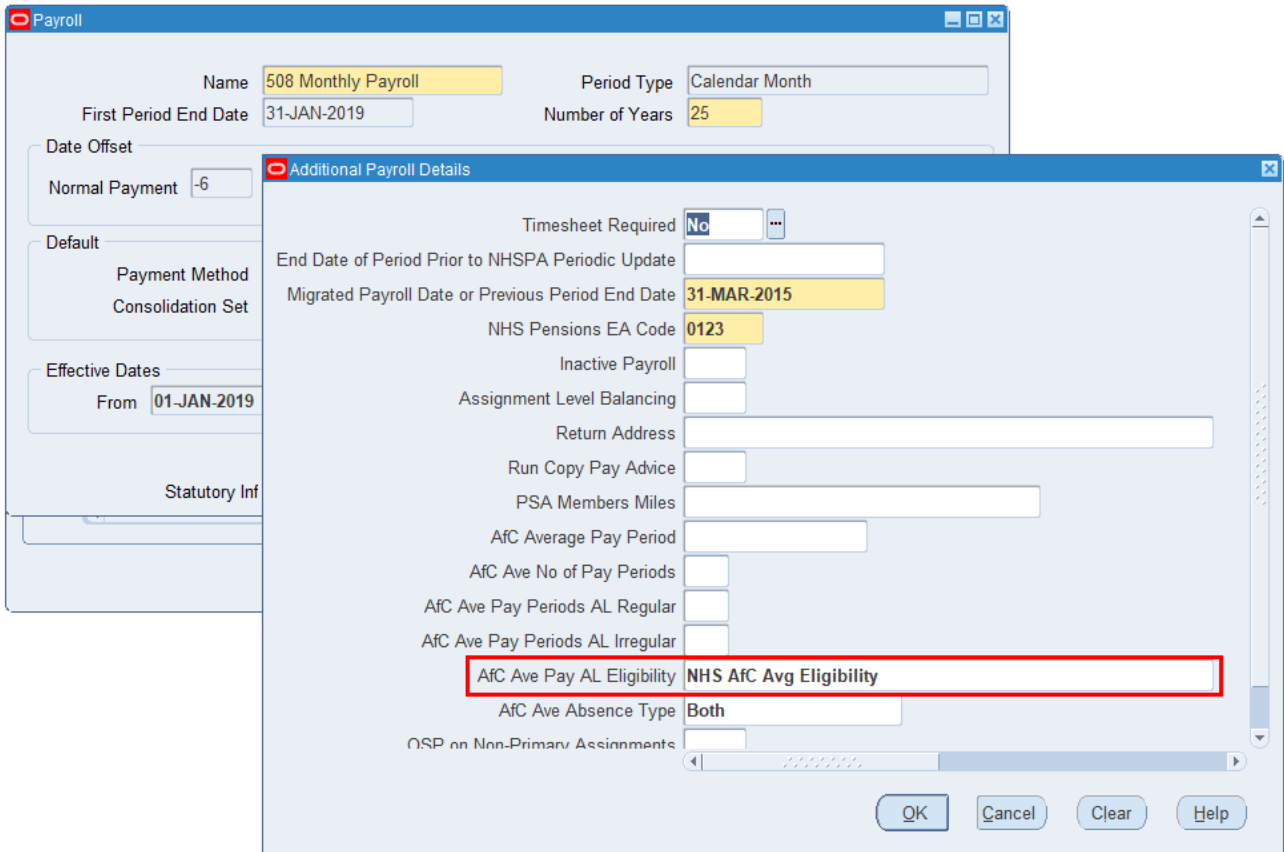 Payroll
Name 508 Monthly Payroll Period Type Calendar Month
First Period End Date 31-JAN-2019 Number of Years 25
Date Offset
Normal Payment -6
Default
Payment Method
Consolidation Set
Effective Dates
From 01-JAN-2019
Statutory Inf
Additional Payroll Details
Timesheet Required No ...
End Date of Period Prior to NHSPA Periodic Update
Migrated Payroll Date or Previous Period End Date 31-MAR-2015
NHS Pensions EA Code 0123
Inactive Payroll
Assignment Level Balancing
Return Address
Run Copy Pay Advice
PSA Members Miles
AfC Average Pay Period
AfC Ave No of Pay Periods
AfC Ave Pay Periods AL Regular
AfC Ave Pay Periods AL Irregular
AfC Ave Pay AL Eligibility NHS AfC Avg Eligibility
AfC Ave Absence Type Both
OSP on Non-Primary Assignments
OK Cancel Clear Help